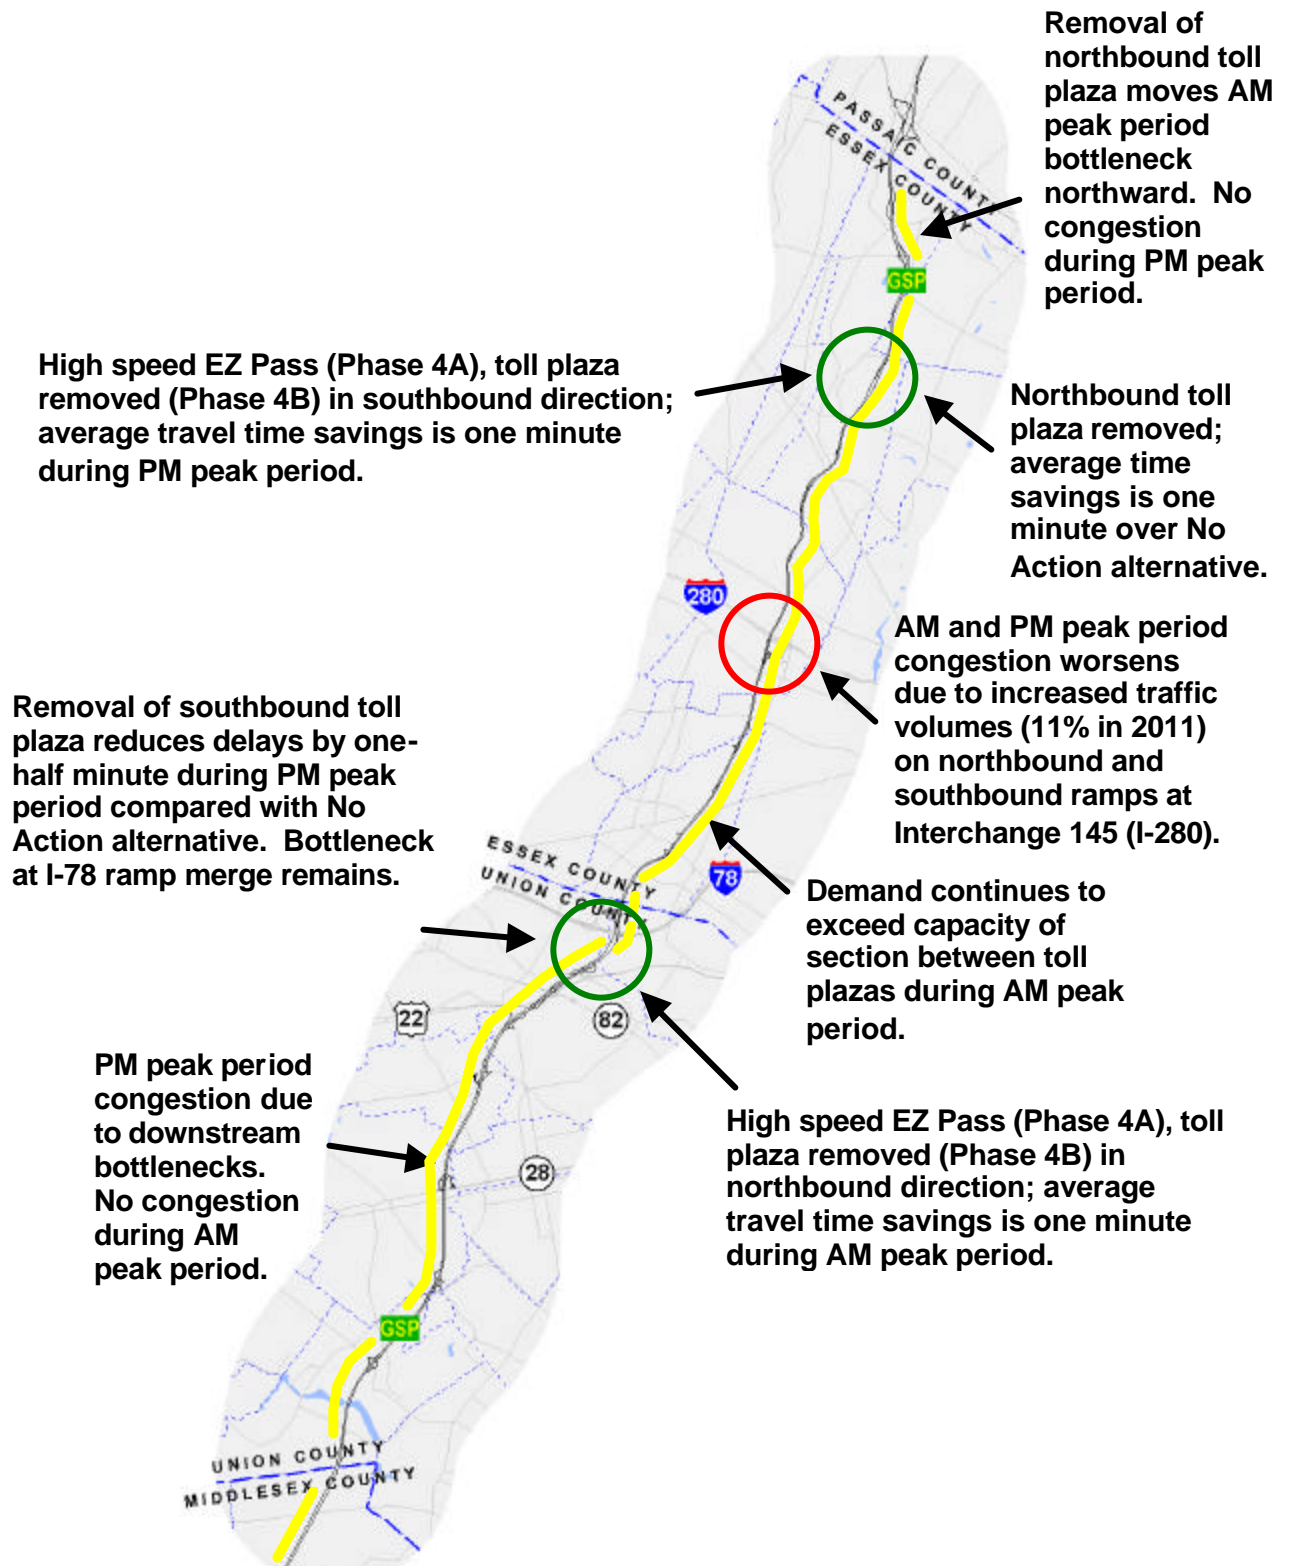 Removal of
northbound toll
plaza moves AM
peak period
bottleneck
northward.  No
congestion
during PM peak
period.
PASSAIC COUNTY
ESSEX COUNTY
GSP
High speed EZ Pass (Phase 4A), toll plaza
removed (Phase 4B) in southbound direction;
average travel time savings is one minute
during PM peak period.
Northbound toll
plaza removed;
average time
savings is one
minute over No
Action alternative.
280
AM and PM peak period
congestion worsens
due to increased traffic
volumes (11% in 2011)
on northbound and
southbound ramps at
Interchange 145 (I-280).
Removal of southbound toll
plaza reduces delays by one-
half minute during PM peak
period compared with No
Action alternative.  Bottleneck
at I-78 ramp merge remains.
ESSEX COUNTY
UNION COUNTY
78
Demand continues to
exceed capacity of
section between toll
plazas during AM peak
period.
22
82
PM peak period
congestion due
to downstream
bottlenecks.
No congestion
during AM
peak period.
28
High speed EZ Pass (Phase 4A), toll
plaza removed (Phase 4B) in
northbound direction; average
travel time savings is one minute
during AM peak period.
GSP
UNION COUNTY
MIDDLESEX COUNTY